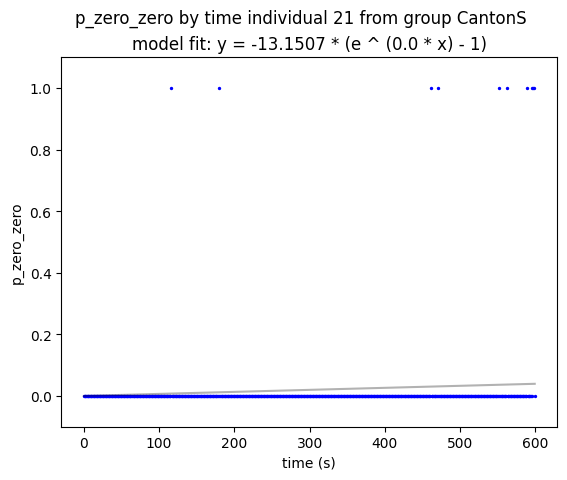 p_zero_zero by time individual 21 from group CantonS
model fit: y = -13.1507 * (e ^ (0.0 * x) - 1)
1.0
0.8
0.6
0.4
0.2
0.0
p_zero_zero
0 100 200 300 400 500 600
time (s)